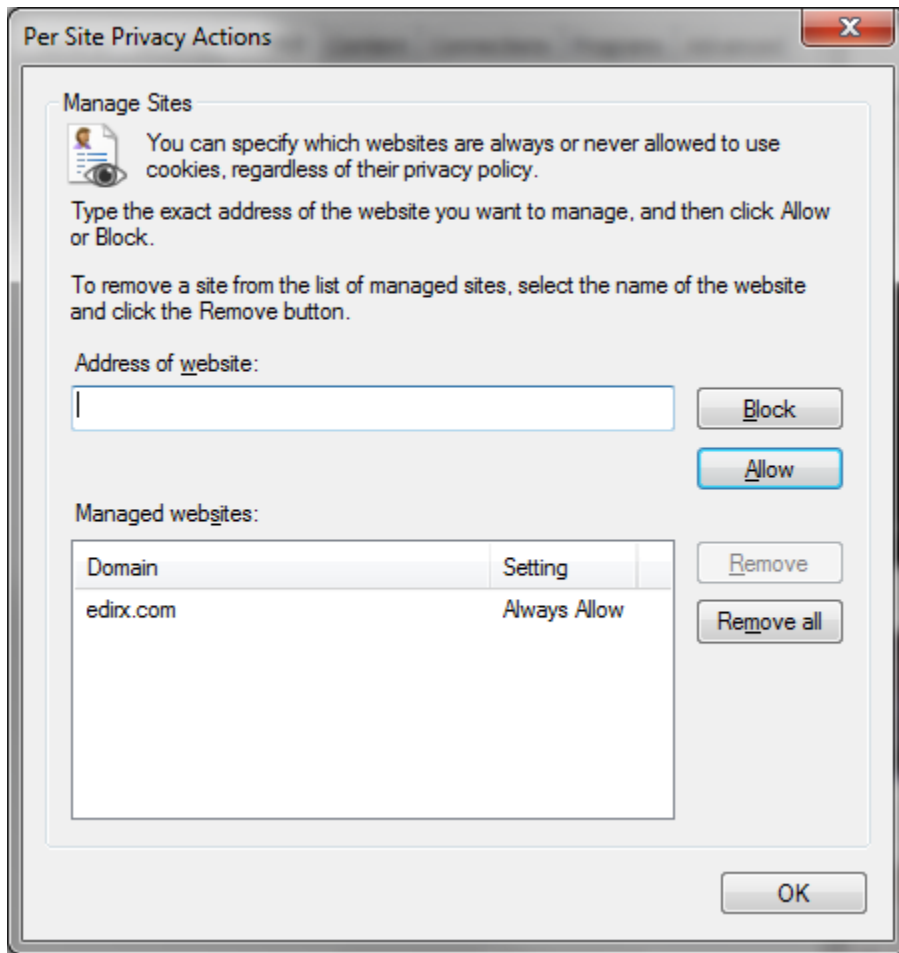 Per Site Privacy Actions
Manage Sites
You can specify which websites are always or never allowed to use
cookies, regardless of their privacy policy.
Type the exact address of the website you want to manage, and then click Allow
or Block.
To remove a site from the list of managed sites, select the name of the website
and click the Remove button.
Address of website:
Block
Allow
Managed websites:
Domain Setting
Remove
edirx.com Always Allow
Remove all
OK